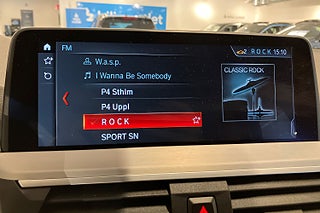 FM
ROCK 15:10
W.a.s.p.
I Wanna Be Somebody
CLASSIC ROCK
P4 Sthlm
P4 Uppl
ROCK
SPORT SN